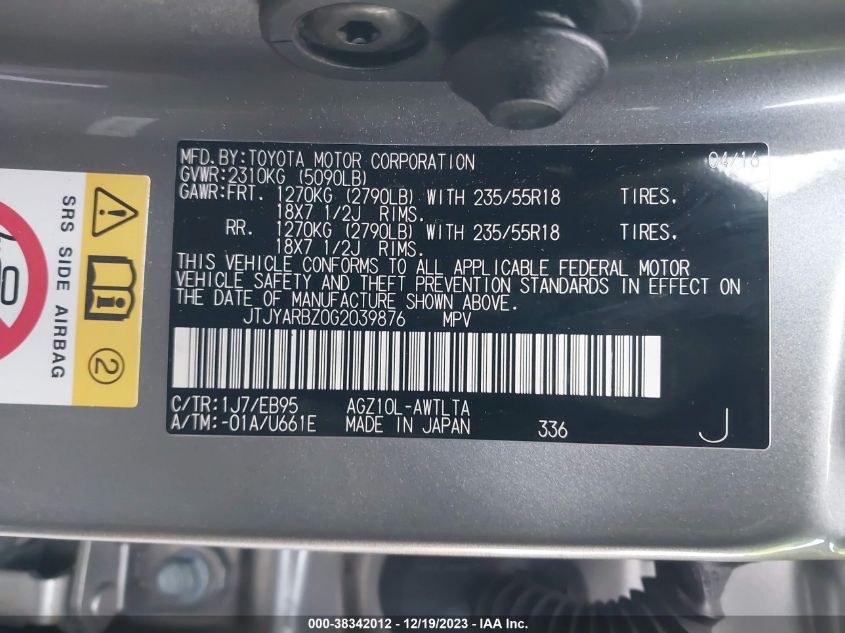 MFD.BY:TOYOTA MOTOR CORPORATION 04/16
GVWR:2310KG (5090LB)
GAWR:FRT. 1270KG (2790LB) WITH 235/55R18 TIRES.
18X7 1/2J RIMS.
RR. 1270KG (2790LB) WITH 235/55R18 TIRES.
18X7 1/2J RIMS.
THIS VEHICLE CONFORMS TO ALL APPLICABLE FEDERAL MOTOR
VEHICLE SAFETY AND THEFT PREVENTION STANDARDS IN EFFECT ON
THE DATE OF MANUFACTURE SHOWN ABOVE.
JTJYARBZ0G2039876 MPV
C/TR:1J7/EB95 AGZ10L-AWTLTA
A/TM:-01A/U661E MADE IN JAPAN 336 J
SRS SIDE AIRBAG
2
000-38342012 - 12/19/2023 - IAA Inc.